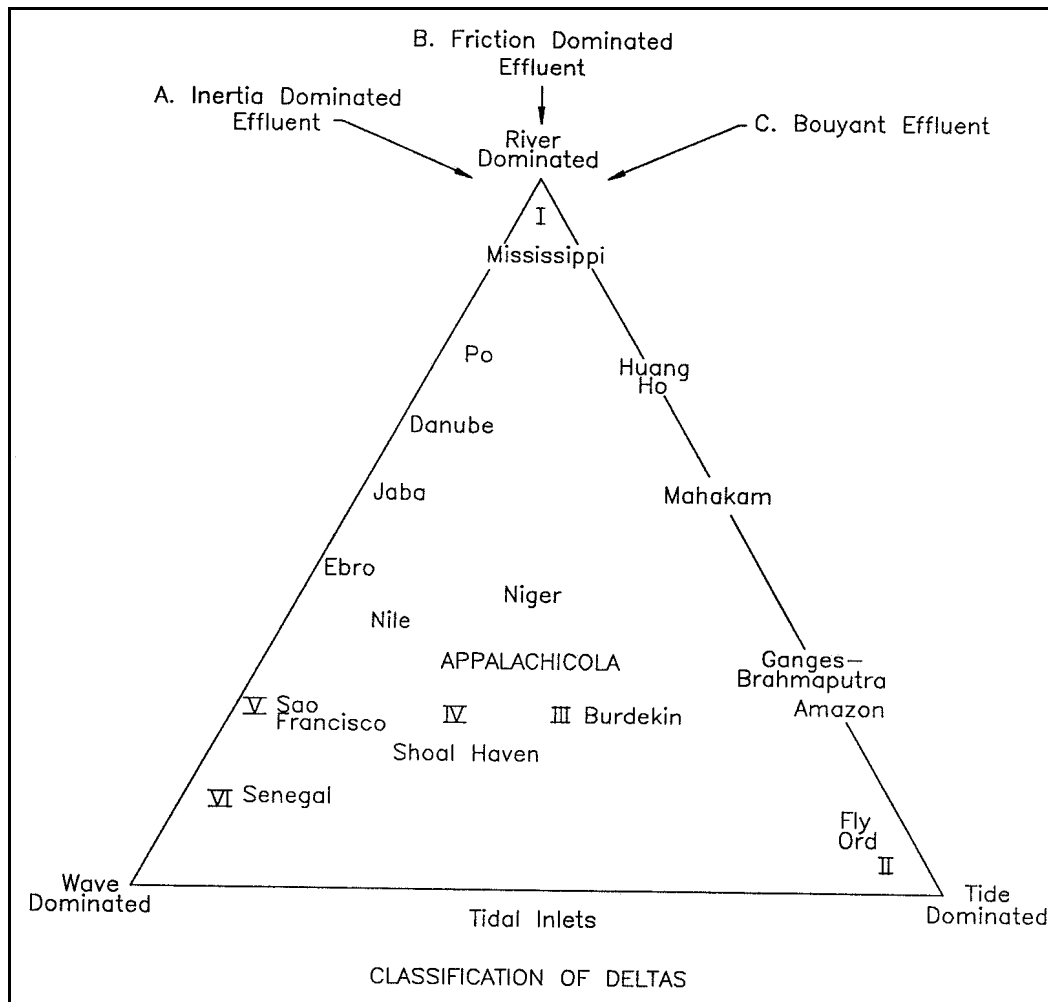 B. Friction Dominated
Effluent
A. Inertia Dominated
Effluent
C. Bouyant Effluent
River
Dominated
I
Mississippi
Po
Huang
Ho
Danube
Jaba
Mahakam
Ebro
Niger
Nile
APPALACHICOLA
Ganges–
Brahmaputra
Amazon
V Sao
Francisco
IV
III Burdekin
Shoal Haven
VI Senegal
Fly
Ord
II
Wave
Dominated
Tide
Dominated
Tidal Inlets
CLASSIFICATION OF DELTAS